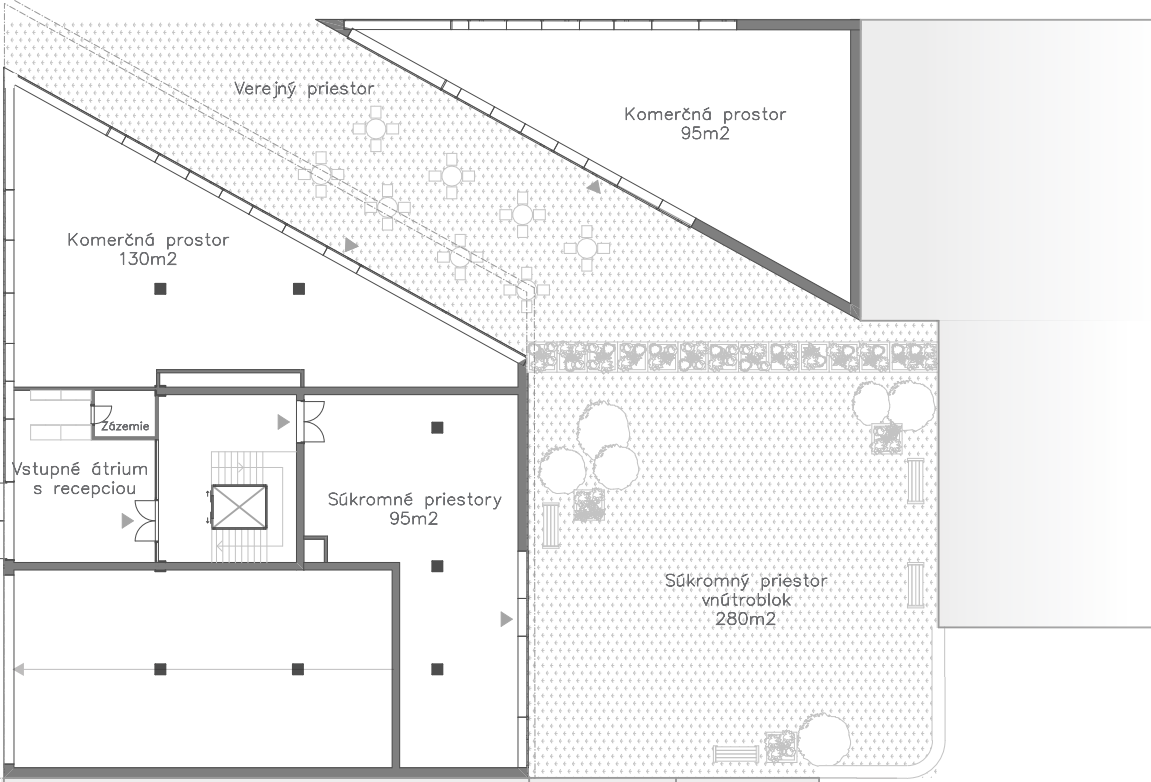 Verejný priestor
Komerčná prostor
95m2
Komerčná prostor
130m2
Zázemie
Vstupné átrium
s recepciou
Súkromné priestory
95m2
Súkromný priestor
vnútroblok
280m2